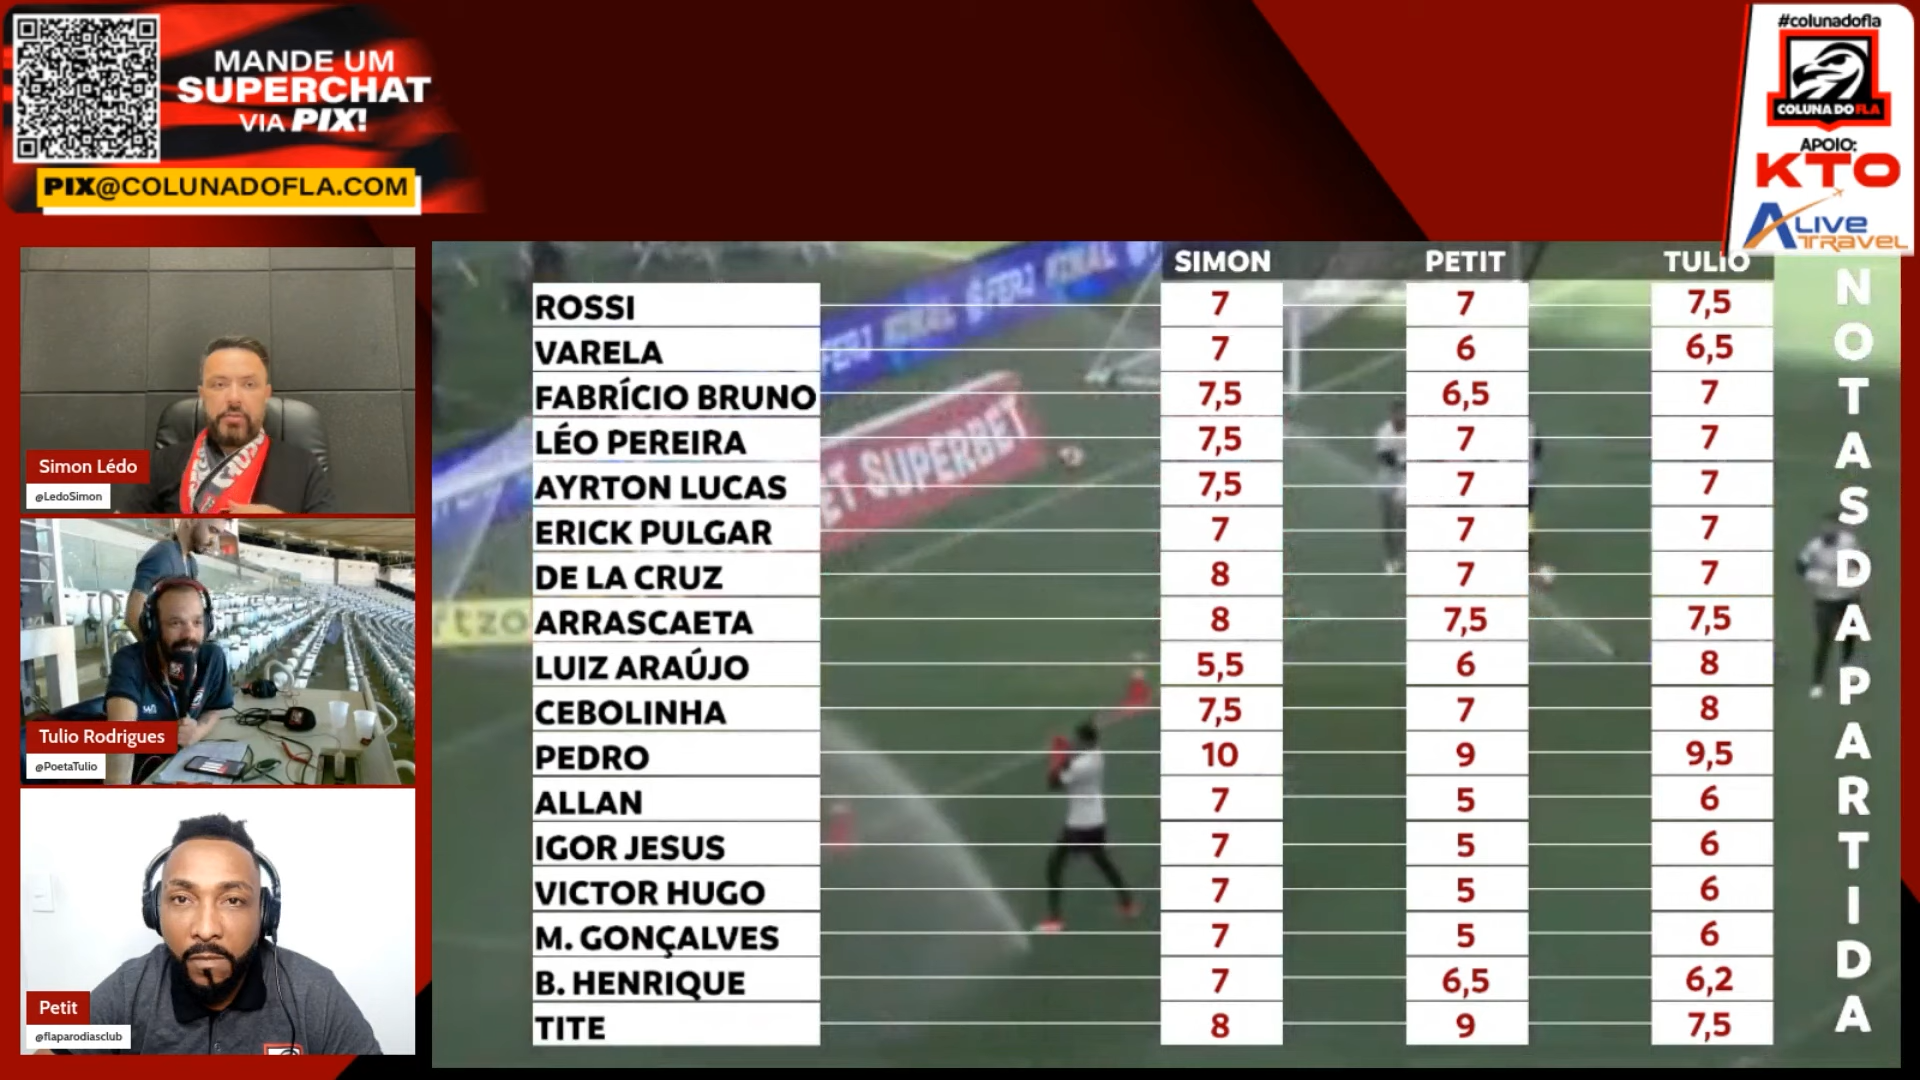 MANDE UM
SUPERCHAT
VIA PIX!
PIX@COLUNADOFLA.COM
#colunadofla
COLUNA DO FLA
APOIO:
KTO
ALIVE
TRAVEL
Simon Lédo
@LedoSimon
Tulio Rodrigues
@PoetaTulio
Petit
@flaparodiasclub
SIMON PETIT TULIO
ROSSI 7 7 7,5
VARELA 7 6 6,5
FABRÍCIO BRUNO 7,5 6,5 7
LÉO PEREIRA 7,5 7 7
AYRTON LUCAS 7,5 7 7
ERICK PULGAR 7 7 7
DE LA CRUZ 8 7 7
ARRASCAETA 8 7,5 7,5
LUIZ ARAÚJO 5,5 6 8
CEBOLINHA 7,5 7 8
PEDRO 10 9 9,5
ALLAN 7 5 6
IGOR JESUS 7 5 6
VICTOR HUGO 7 5 6
M. GONÇALVES 7 5 6
B. HENRIQUE 7 6,5 6,2
TITE 8 9 7,5
NOTAS DA PARTIDA
FERJ FINAL FERJ FINAL
BET SUPERBET